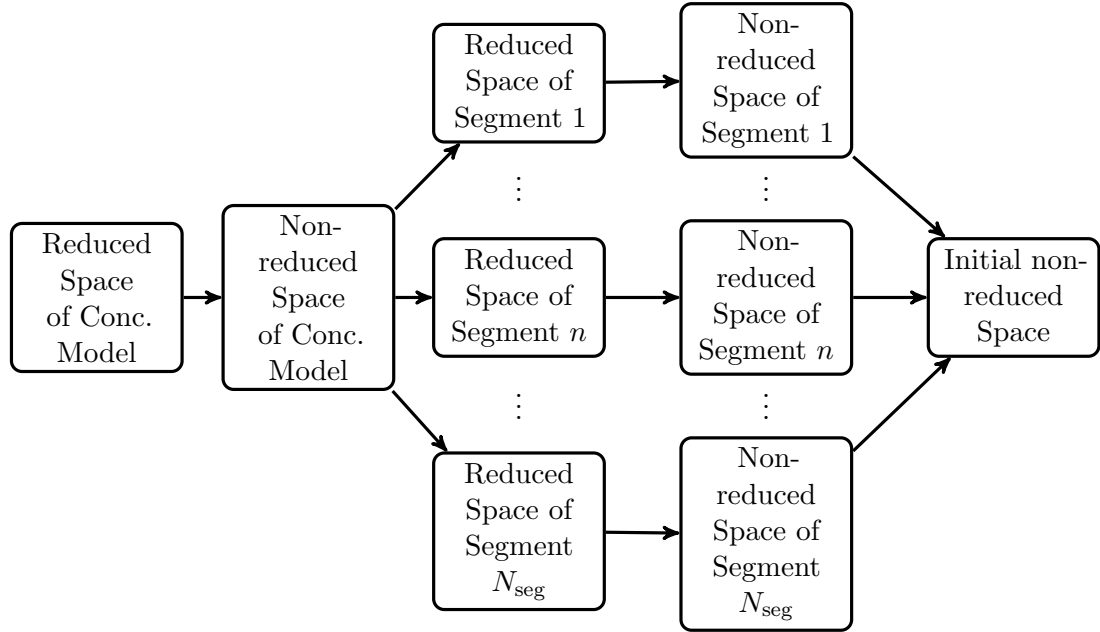 Reduced
Space
of Conc.
Model
Non-
reduced
Space
of Conc.
Model
Reduced
Space of
Segment 1
Non-
reduced
Space of
Segment 1
⋮
⋮
Reduced
Space of
Segment n
Non-
reduced
Space of
Segment n
⋮
⋮
Reduced
Space of
Segment
N_seg
Non-
reduced
Space of
Segment
N_seg
Initial non-
reduced
Space